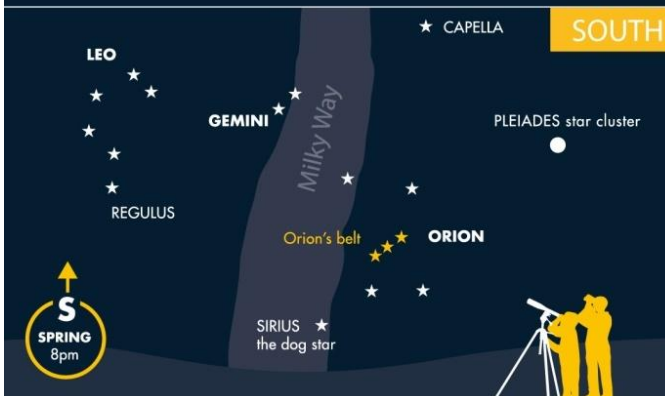 CAPELLA
SOUTH
LEO
GEMINI
Milky Way
PLEIADES star cluster
REGULUS
Orion's belt
ORION
S
SPRING
8pm
SIRIUS
the dog star